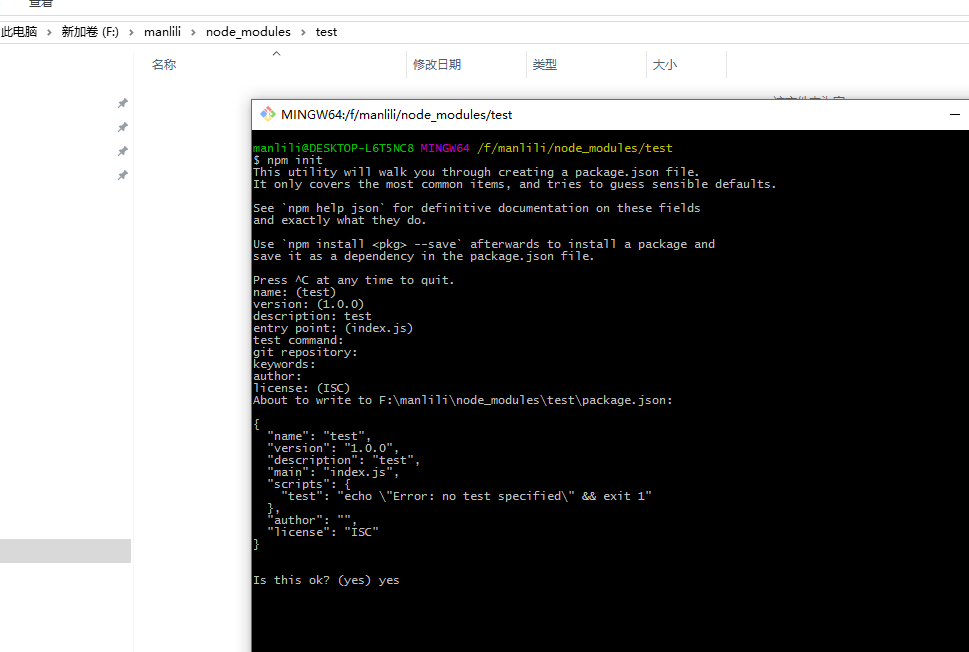 查看
此电脑 › 新加卷 (F:) › manlili › node_modules › test
名称 修改日期 类型 大小
MINGW64:/f/manlili/node_modules/test
manlili@DESKTOP-L6T5NC8 MINGW64 /f/manlili/node_modules/test
$ npm init
This utility will walk you through creating a package.json file.
It only covers the most common items, and tries to guess sensible defaults.
See `npm help json` for definitive documentation on these fields
and exactly what they do.
Use `npm install <pkg> --save` afterwards to install a package and
save it as a dependency in the package.json file.
Press ^C at any time to quit.
name: (test)
version: (1.0.0)
description: test
entry point: (index.js)
test command:
git repository:
keywords:
author:
license: (ISC)
About to write to F:\manlili\node_modules\test\package.json:
{
  "name": "test",
  "version": "1.0.0",
  "description": "test",
  "main": "index.js",
  "scripts": {
    "test": "echo \"Error: no test specified\" && exit 1"
  },
  "author": "",
  "license": "ISC"
}
Is this ok? (yes) yes